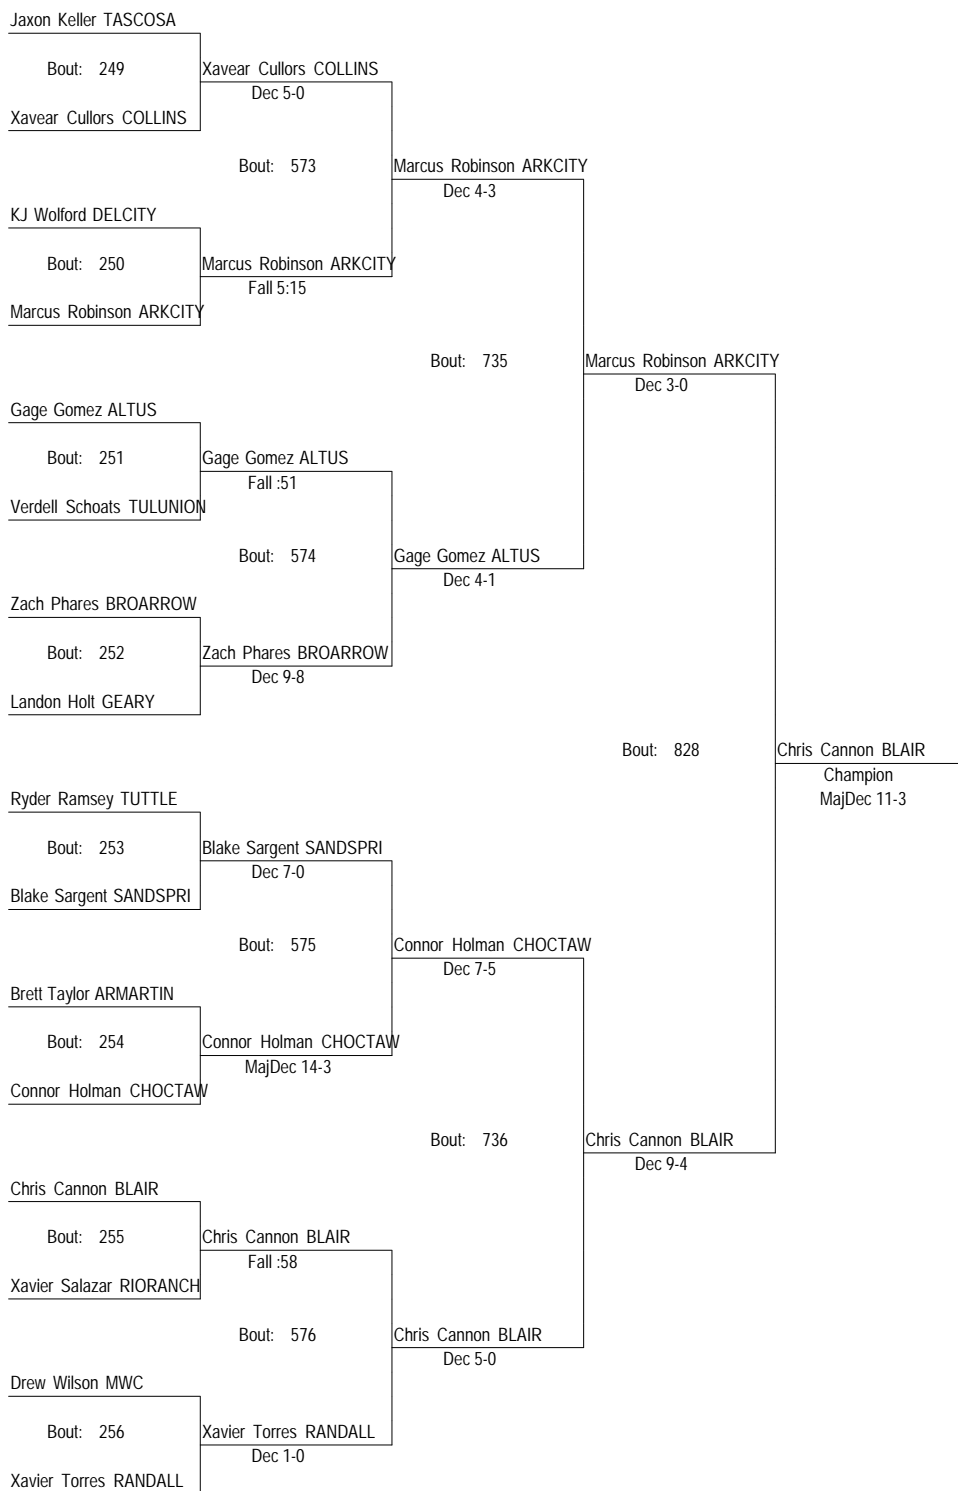 Jaxon Keller TASCOSA
Bout: 249
Xavear Cullors COLLINS
Dec 5-0
Xavear Cullors COLLINS
Bout: 573
Marcus Robinson ARKCITY
Dec 4-3
KJ Wolford DELCITY
Bout: 250
Marcus Robinson ARKCITY
Fall 5:15
Marcus Robinson ARKCITY
Bout: 735
Marcus Robinson ARKCITY
Dec 3-0
Gage Gomez ALTUS
Bout: 251
Gage Gomez ALTUS
Fall :51
Verdell Schoats TULUNION
Bout: 574
Gage Gomez ALTUS
Dec 4-1
Zach Phares BROARROW
Bout: 252
Zach Phares BROARROW
Dec 9-8
Landon Holt GEARY
Bout: 828
Chris Cannon BLAIR
Champion
MajDec 11-3
Ryder Ramsey TUTTLE
Bout: 253
Blake Sargent SANDSPRI
Dec 7-0
Blake Sargent SANDSPRI
Bout: 575
Connor Holman CHOCTAW
Dec 7-5
Brett Taylor ARMARTIN
Bout: 254
Connor Holman CHOCTAW
MajDec 14-3
Connor Holman CHOCTAW
Bout: 736
Chris Cannon BLAIR
Dec 9-4
Chris Cannon BLAIR
Bout: 255
Chris Cannon BLAIR
Fall :58
Xavier Salazar RIORANCH
Bout: 576
Chris Cannon BLAIR
Dec 5-0
Drew Wilson MWC
Bout: 256
Xavier Torres RANDALL
Dec 1-0
Xavier Torres RANDALL